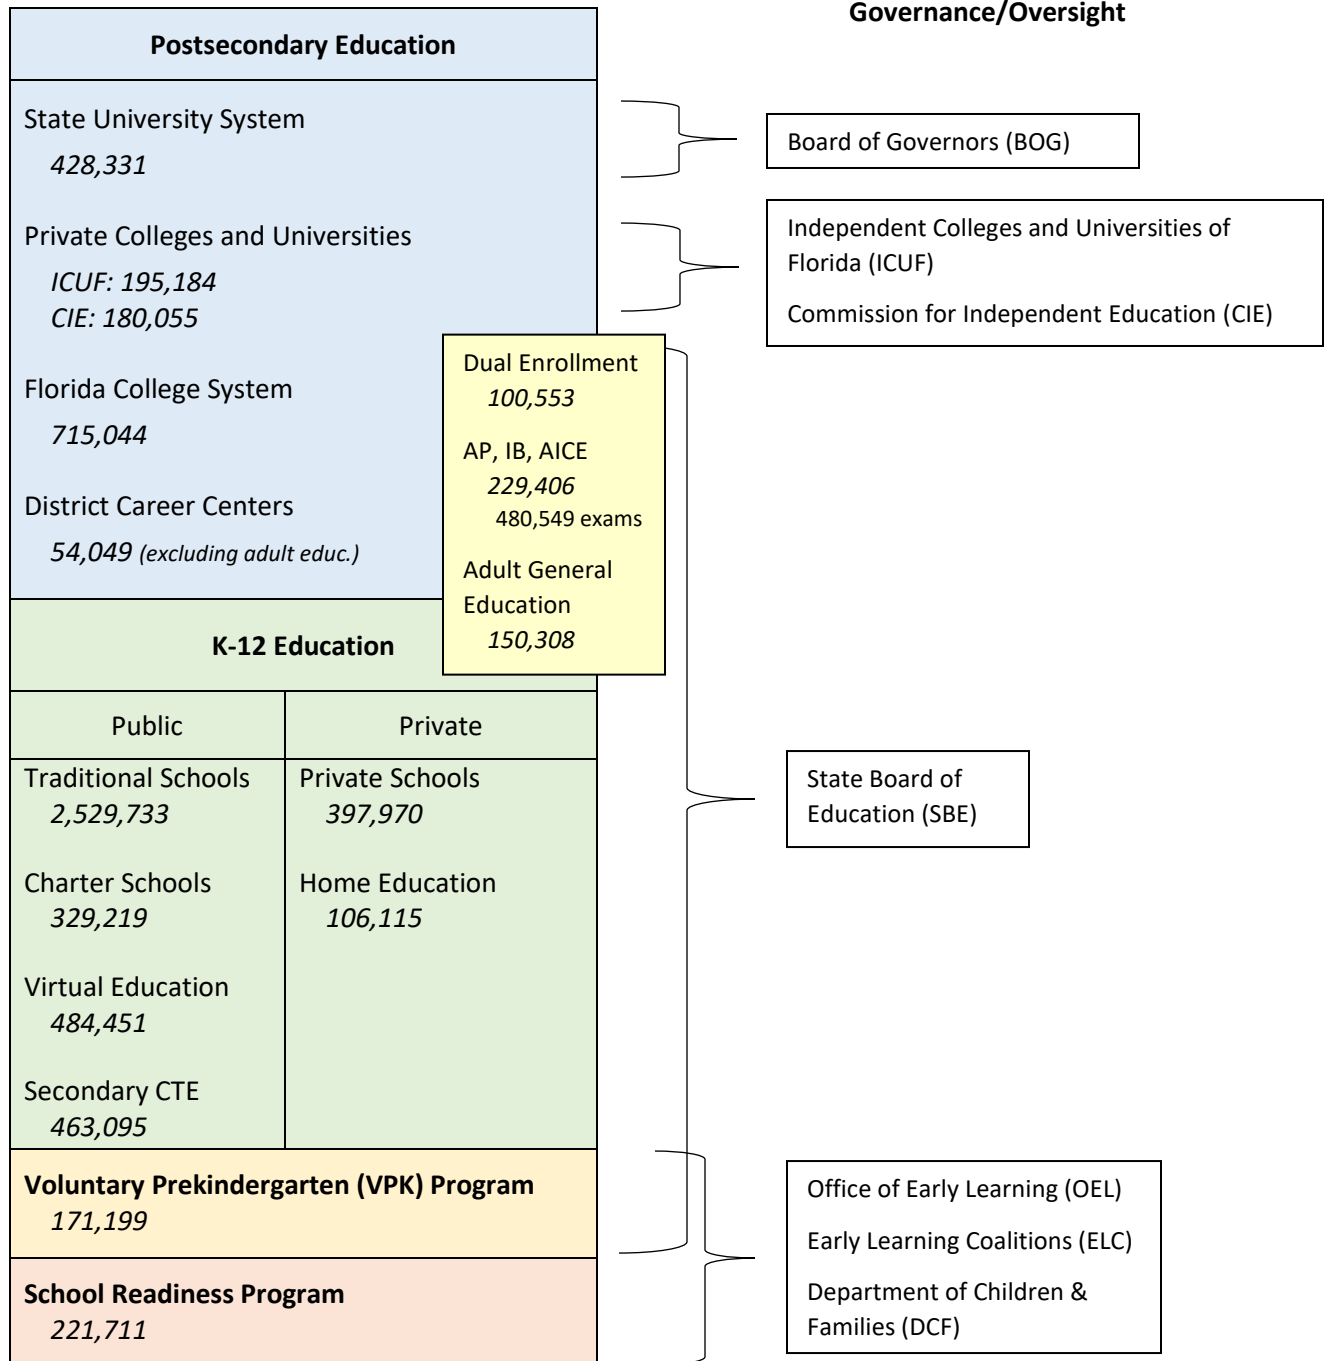 Governance/Oversight
Postsecondary Education
State University System
428,331
Private Colleges and Universities
ICUF: 195,184
CIE: 180,055
Florida College System
715,044
District Career Centers
54,049 (excluding adult educ.)
Dual Enrollment
100,553
AP, IB, AICE
229,406
480,549 exams
Adult General
Education
150,308
Board of Governors (BOG)
Independent Colleges and Universities of
Florida (ICUF)
Commission for Independent Education (CIE)
K-12 Education
Public
Private
Traditional Schools
2,529,733
Charter Schools
329,219
Virtual Education
484,451
Secondary CTE
463,095
Private Schools
397,970
Home Education
106,115
State Board of
Education (SBE)
Voluntary Prekindergarten (VPK) Program
171,199
School Readiness Program
221,711
Office of Early Learning (OEL)
Early Learning Coalitions (ELC)
Department of Children &
Families (DCF)